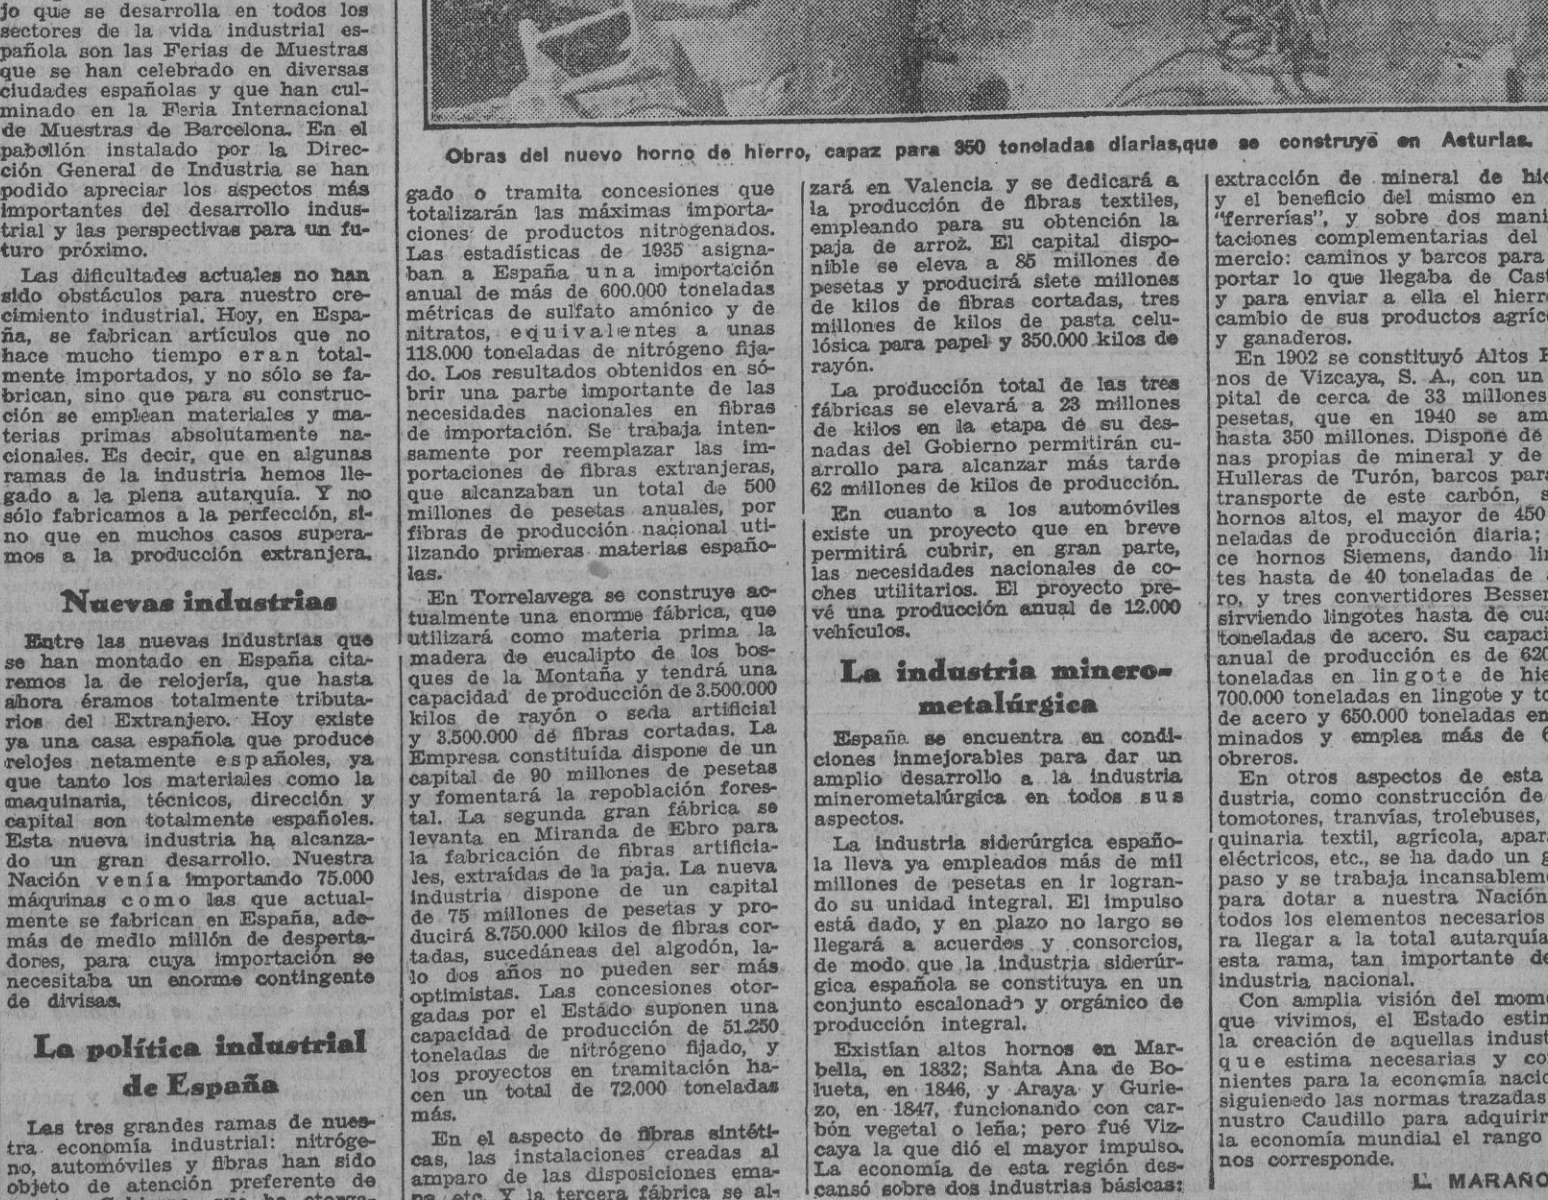 jo que se desarrolla en todos los
sectores de la vida industrial es-
pañola son las Ferias de Muestras
que se han celebrado en diversas
ciudades españolas y que han cul-
minado en la Feria Internacional
de Muestras de Barcelona. En el
pabollón instalado por la Direc-
ción General de Industria se han
podido apreciar los aspectos más
importantes del desarrollo indus-
trial y las perspectivas para un fu-
turo próximo.
Las dificultades actuales no han
sido obstáculos para nuestro cre-
cimiento industrial. Hoy, en Espa-
ña, se fabrican artículos que no
hace mucho tiempo eran total-
mente importados, y no sólo se fa-
brican, sino que para su construc-
ción se emplean materiales y ma-
terias primas absolutamente na-
cionales. Es decir, que en algunas
ramas de la industria hemos lle-
gado a la plena autarquía. Y no
sólo fabricamos a la perfección, si-
no que en muchos casos supera-
mos a la producción extranjera.
Nuevas industrias
Entre las nuevas industrias que
se han montado en España cita-
remos la de relojería, que hasta
ahora éramos totalmente tributa-
rios del Extranjero. Hoy existe
ya una casa española que produce
relojes netamente españoles, ya
que tanto los materiales como la
maquinaria, técnicos, dirección y
capital son totalmente españoles.
Esta nueva industria ha alcanza-
do un gran desarrollo. Nuestra
Nación venía importando 75.000
máquinas como las que actual-
mente se fabrican en España, ade-
más de medio millón de desperta-
dores, para cuya importación se
necesitaba un enorme contingente
de divisas.
La política industrial
de España
Las tres grandes ramas de nues-
tra economía industrial: nitróge-
no, automóviles y fibras han sido
objeto de atención preferente de
Obras del nuevo horno de hierro, capaz para 350 toneladas diarias,que se construye en Asturias.
gado o tramita concesiones que
totalizarán las máximas importa-
ciones de productos nitrogenados.
Las estadísticas de 1935 asigna-
ban a España una importación
anual de más de 600.000 toneladas
métricas de sulfato amónico y de
nitratos, equivalentes a unas
118.000 toneladas de nitrógeno fija-
do. Los resultados obtenidos en só-
brir una parte importante de las
necesidades nacionales en fibras
de importación. Se trabaja inten-
samente por reemplazar las im-
portaciones de fibras extranjeras,
que alcanzaban un total de 500
millones de pesetas anuales, por
fibras de producción nacional uti-
lizando primeras materias españo-
las.
En Torrelavega se construye ac-
tualmente una enorme fábrica, que
utilizará como materia prima la
madera de eucalipto de los bos-
ques de la Montaña y tendrá una
capacidad de producción de 3.500.000
kilos de rayón o seda artificial
y 3.500.000 de fibras cortadas. La
Empresa constituída dispone de un
capital de 90 millones de pesetas
y fomentará la repoblación fores-
tal. La segunda gran fábrica se
levanta en Miranda de Ebro para
la fabricación de fibras artificia-
les, extraídas de la paja. La nueva
industria dispone de un capital
de 75 millones de pesetas y pro-
ducirá 8.750.000 kilos de fibras cor-
tadas, sucedáneas del algodón, la-
lo dos años no pueden ser más
optimistas. Las concesiones otor-
gadas por el Estado suponen una
capacidad de producción de 51.250
toneladas de nitrógeno fijado, y
los proyectos en tramitación ha-
cen un total de 72.000 toneladas
más.
En el aspecto de fibras sintéti-
cas, las instalaciones creadas al
amparo de las disposiciones ema-
na etc. Y la tercera fábrica se al-
zará en Valencia y se dedicará a
la producción de fibras textiles,
empleando para su obtención la
paja de arroz. El capital dispo-
nible se eleva a 85 millones de
pesetas y producirá siete millones
de kilos de fibras cortadas, tres
millones de kilos de pasta celu-
lósica para papel y 350.000 kilos de
rayón.
La producción total de las tres
fábricas se elevará a 23 millones
de kilos en la etapa de su des-
nadas del Gobierno permitirán cu-
arrollo para alcanzar más tarde
62 millones de kilos de producción.
En cuanto a los automóviles
existe un proyecto que en breve
permitirá cubrir, en gran parte,
las necesidades nacionales de co-
ches utilitarios. El proyecto pre-
vé una producción anual de 12.000
vehículos.
La industria minero-
metalúrgica
España se encuentra en condi-
ciones inmejorables para dar un
amplio desarrollo a la industria
minerometalúrgica en todos sus
aspectos.
La industria siderúrgica españo-
la lleva ya empleados más de mil
millones de pesetas en ir logran-
do su unidad integral. El impulso
está dado, y en plazo no largo se
llegará a acuerdos y consorcios,
de modo que la industria siderúr-
gica española se constituya en un
conjunto escalonado y orgánico de
producción integral.
Existían altos hornos en Mar-
bella, en 1832; Santa Ana de Bo-
lueta, en 1846, y Araya y Gurie-
zo, en 1847, funcionando con car-
bón vegetal o leña; pero fué Viz-
caya la que dió el mayor impulso.
La economía de esta región des-
cansó sobre dos industrias básicas:
extracción de mineral de hie
y el beneficio del mismo en
"ferrerías", y sobre dos mani
taciones complementarias del
mercio: caminos y barcos para
portar lo que llegaba de Cast
y para enviar a ella el hierro
cambio de sus productos agríc
y ganaderos.
En 1902 se constituyó Altos H
nos de Vizcaya, S. A., con un
pital de cerca de 33 millones
pesetas, que en 1940 se am
hasta 350 millones. Dispone de
nas propias de mineral y de
Hulleras de Turón, barcos para
transporte de este carbón, s
hornos altos, el mayor de 450
neladas de producción diaria;
ce hornos Siemens, dando lin
tes hasta de 40 toneladas de
ro, y tres convertidores Besser
sirviendo lingotes hasta de cua
toneladas de acero. Su capaci
anual de producción es de 620
toneladas en lingote de hie
700.000 toneladas en lingote y to
de acero y 650.000 toneladas en
minados y emplea más de 6
obreros.
En otros aspectos de esta
dustria, como construcción de
tomotores, tranvías, trolebuses,
quinaria textil, agrícola, apar
eléctricos, etc., se ha dado un g
paso y se trabaja incansableme
para dotar a nuestra Nación
todos los elementos necesarios
ra llegar a la total autarquía
esta rama, tan importante de
industria nacional.
Con amplia visión del mome
que vivimos, el Estado estim
la creación de aquellas indust
que estima necesarias y co
nientes para la economía nacio
siguienedo las normas trazadas
nustro Caudillo para adquirir
la economía mundial el rango
nos corresponde.
L. MARAÑO